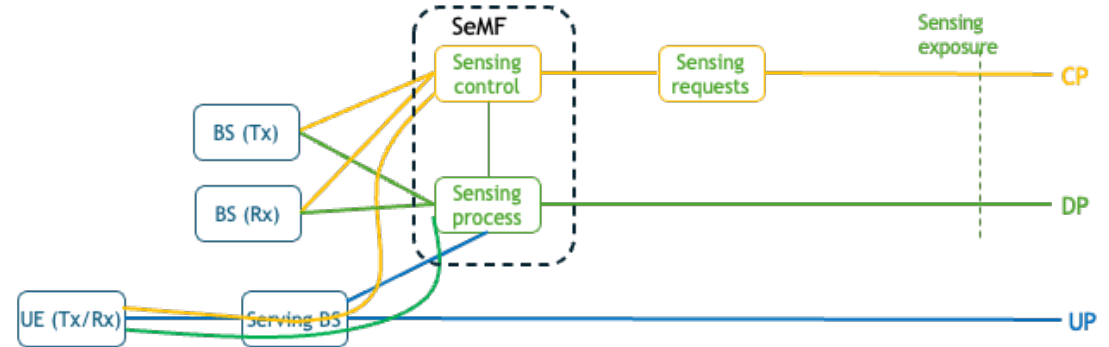 SeMF
Sensing
exposure
Sensing
control
Sensing
requests
CP
BS (Tx)
Sensing
process
BS (Rx)
DP
UE (Tx/Rx)
Serving BS
UP